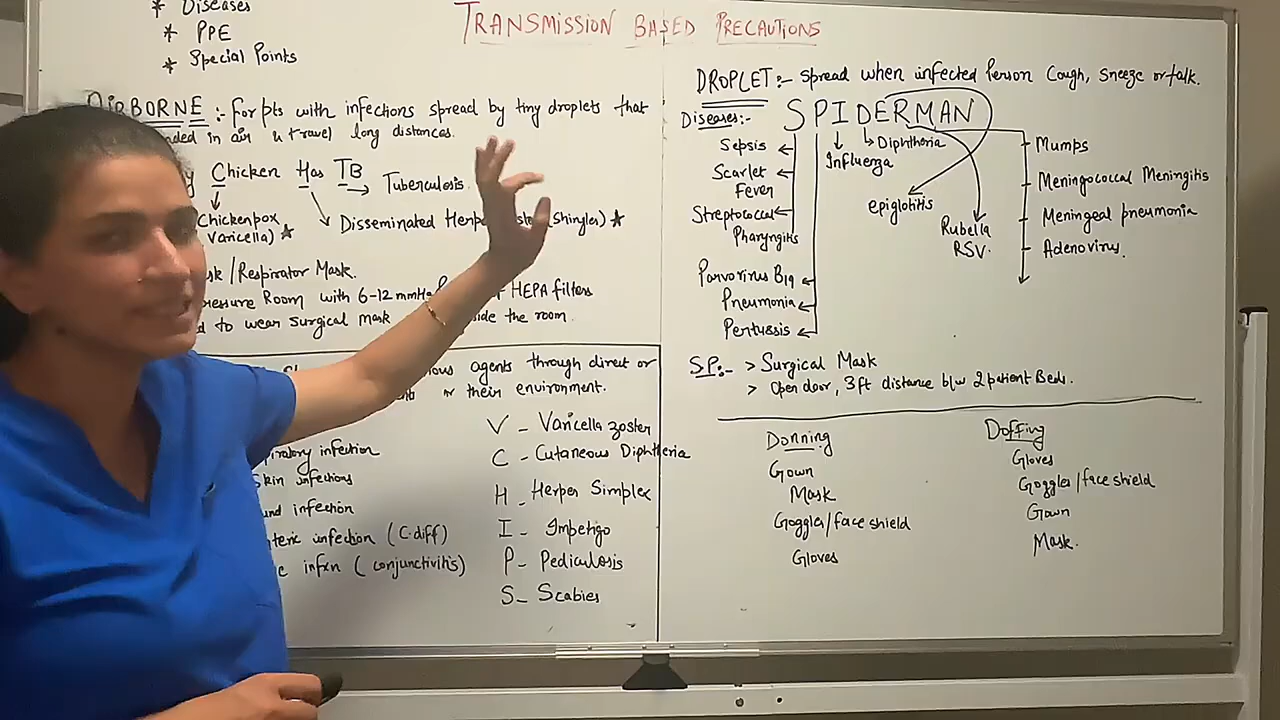 * Diseases
* PPE
* Special Points
TRANSMISSION BASED PRECAUTIONS
AIRBORNE :- for pts with infections spread by tiny droplets that
in air & travel long distances.
Chicken Has TB
Tuberculosis
Chickenpox
Varicella) *
Disseminated (Shingles) *
/Respirator Mask.
Room with 6-12 HEPA filters
to wear surgical mask the room.
agents through direct or
their environment.
infection
Skin infections
infection
infection (C.diff)
infxn (conjunctivitis)
V - Varicella zoster
C - Cutaneous Diphtheria
H - Herpes Simplex
I - Impetigo
P - Pediculosis
S - Scabies
DROPLET :- spread when infected Person Cough, sneeze or talk.
Diseases:-
SPIDERMAN
Sepsis
Scarlet
Fever
Streptococcal
Pharyngitis
Parvovirus B19
Pneumonia
Pertussis
Influenza
Diphtheria
epiglotitis
Rubella
RSV.
Mumps
Meningococcal Meningitis
Meningeal pneumonia
Adenovirus.
S.P:- > Surgical Mask
> Open door, 3ft distance b/w 2 patient Beds.
Donning
Gown
Mask
Goggles/face shield
Gloves
Doffing
Gloves
Goggles/face shield
Gown
Mask.